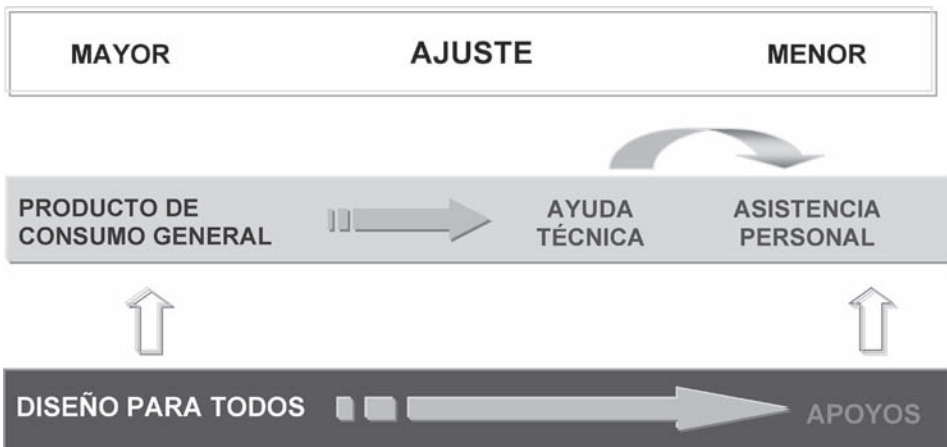 MAYOR AJUSTE MENOR
PRODUCTO DE
CONSUMO GENERAL
AYUDA
TÉCNICA
ASISTENCIA
PERSONAL
DISEÑO PARA TODOS APOYOS